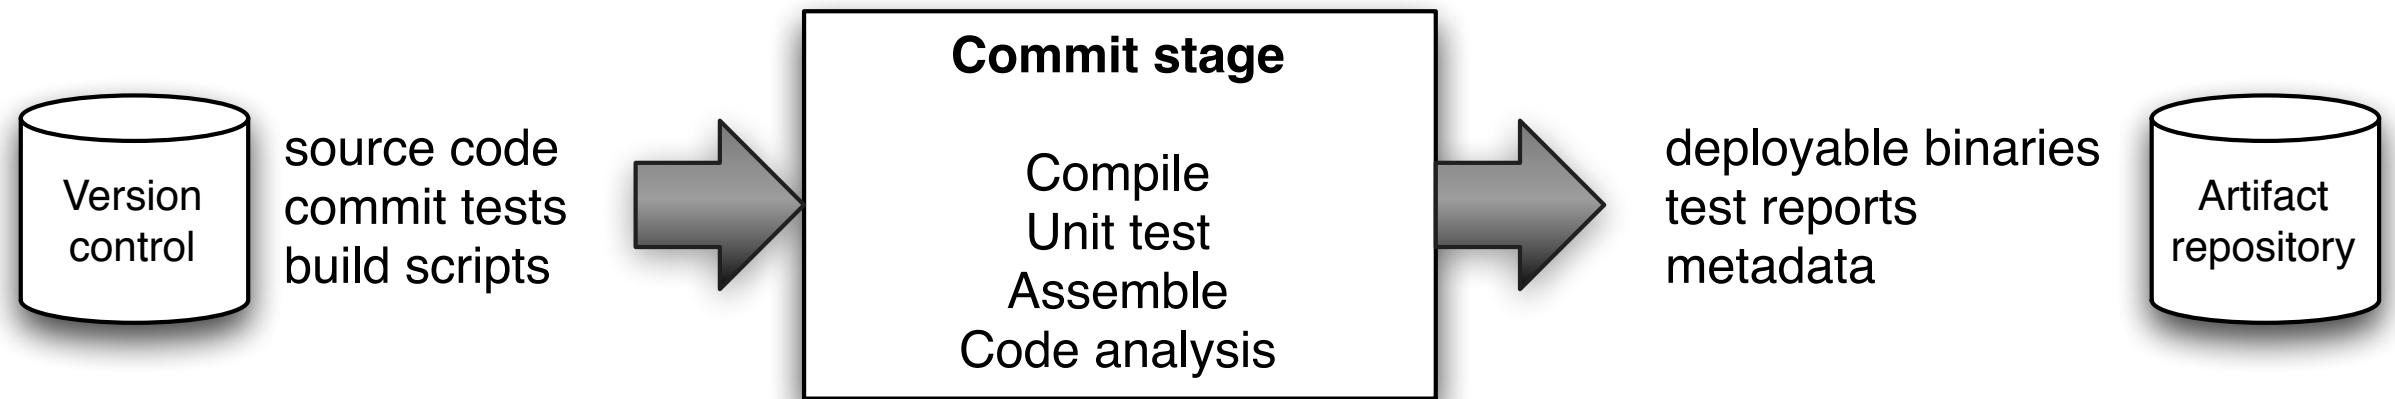 Version
control
source code
commit tests
build scripts
Commit stage
Compile
Unit test
Assemble
Code analysis
deployable binaries
test reports
metadata
Artifact
repository